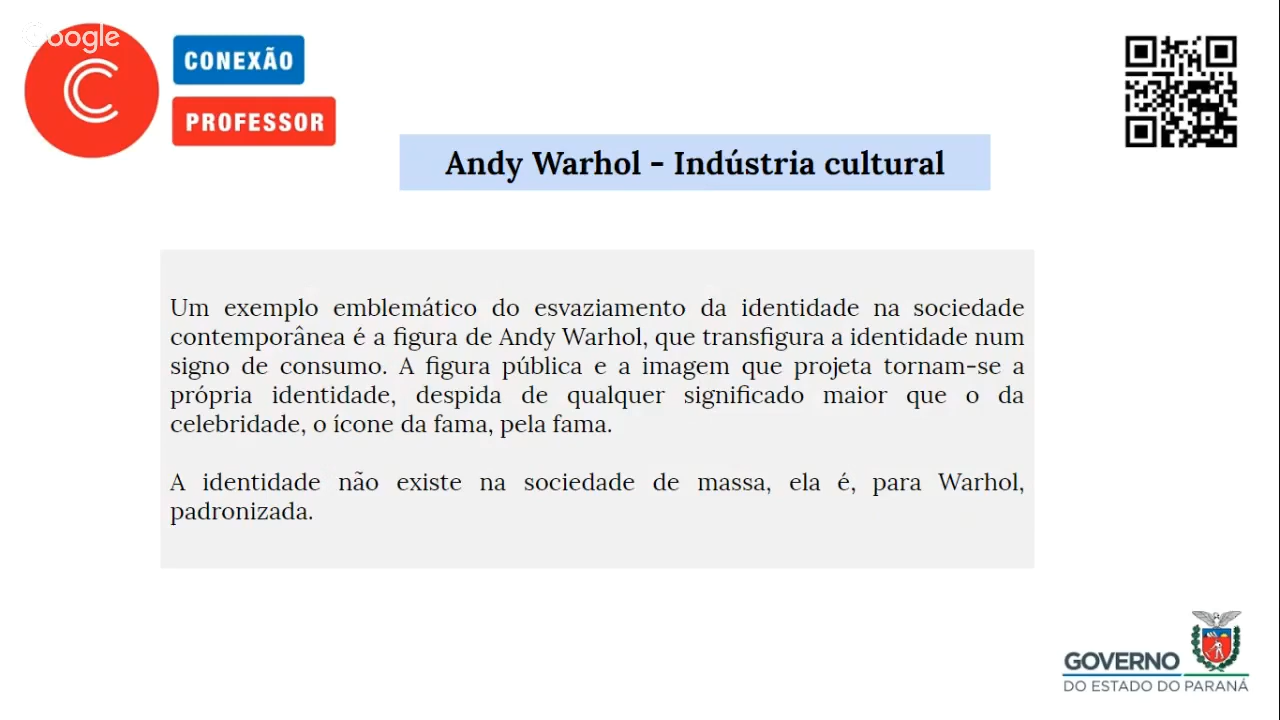 Google
CONEXÃO
PROFESSOR
Andy Warhol - Indústria cultural
Um exemplo emblemático do esvaziamento da identidade na sociedade
contemporânea é a figura de Andy Warhol, que transfigura a identidade num
signo de consumo. A figura pública e a imagem que projeta tornam-se a
própria identidade, despida de qualquer significado maior que o da
celebridade, o ícone da fama, pela fama.
A identidade não existe na sociedade de massa, ela é, para Warhol,
padronizada.
GOVERNO
DO ESTADO DO PARANÁ